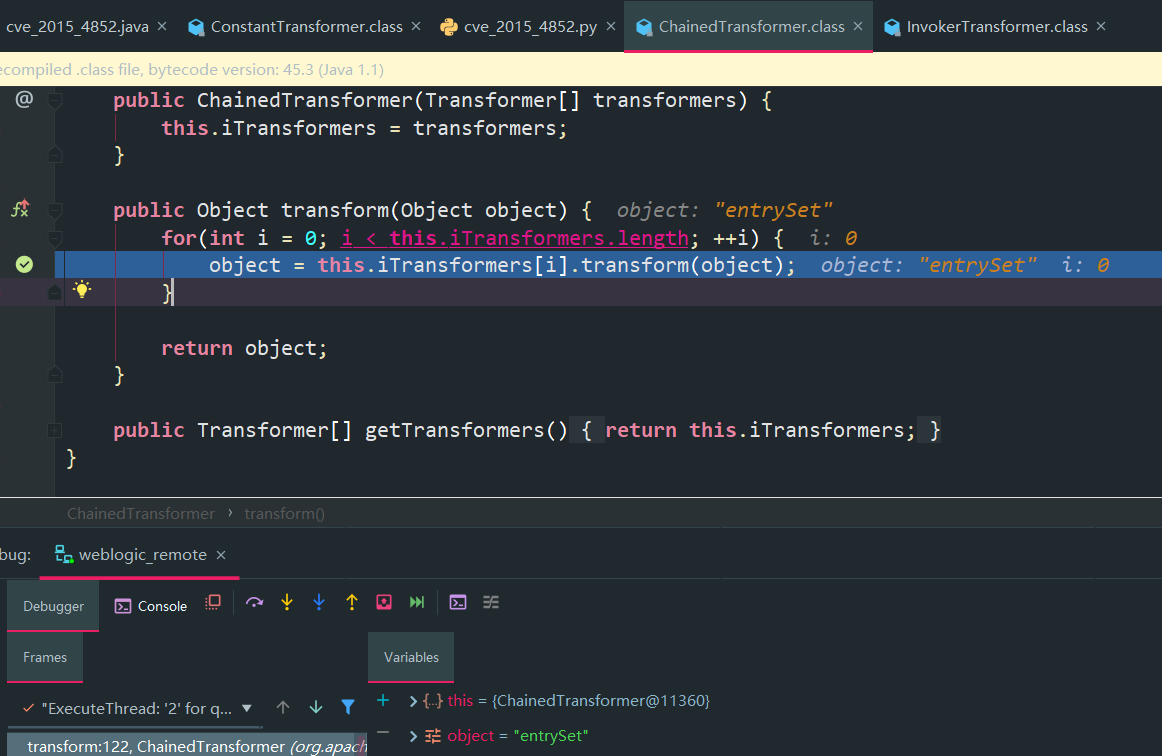 cve_2015_4852.java × ConstantTransformer.class × cve_2015_4852.py × ChainedTransformer.class × InvokerTransformer.class ×
ecompiled .class file, bytecode version: 45.3 (Java 1.1)
@ public ChainedTransformer(Transformer[] transformers) {
this.iTransformers = transformers;
}
public Object transform(Object object) { object: "entrySet"
for(int i = 0; i < this.iTransformers.length; ++i) { i: 0
object = this.iTransformers[i].transform(object); object: "entrySet" i: 0
}
return object;
}
public Transformer[] getTransformers() { return this.iTransformers; }
}
ChainedTransformer › transform()
bug: weblogic_remote ×
Debugger Console
Frames Variables
"ExecuteThread: '2' for q...
this = {ChainedTransformer@11360}
object = "entrySet"
transform:122, ChainedTransformer (org.apach